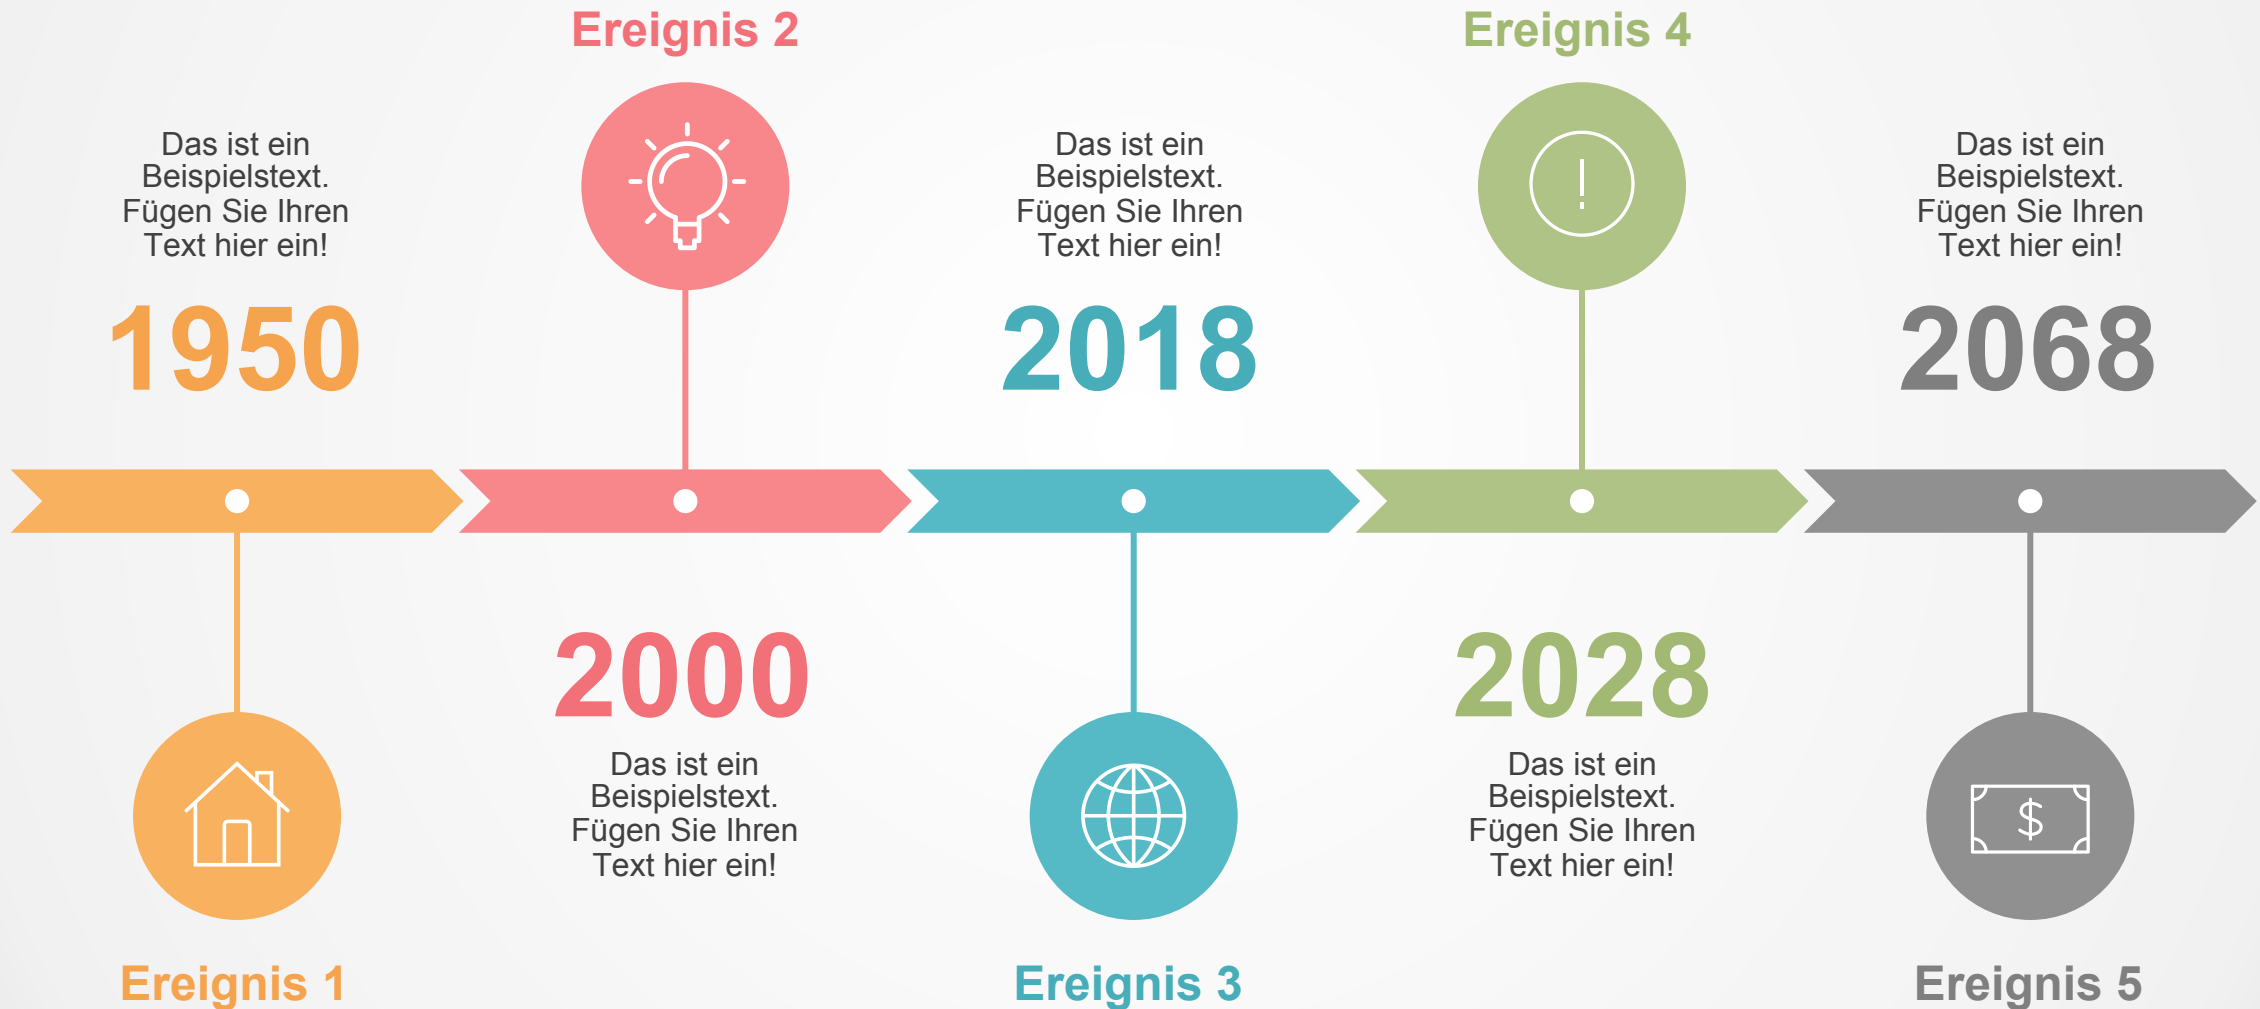 Das ist ein
Beispielstext.
Fügen Sie Ihren
Text hier ein!
1950
Ereignis 1
Ereignis 2
2000
Das ist ein
Beispielstext.
Fügen Sie Ihren
Text hier ein!
Das ist ein
Beispielstext.
Fügen Sie Ihren
Text hier ein!
2018
Ereignis 3
Ereignis 4
!
2028
Das ist ein
Beispielstext.
Fügen Sie Ihren
Text hier ein!
Das ist ein
Beispielstext.
Fügen Sie Ihren
Text hier ein!
2068
$
Ereignis 5